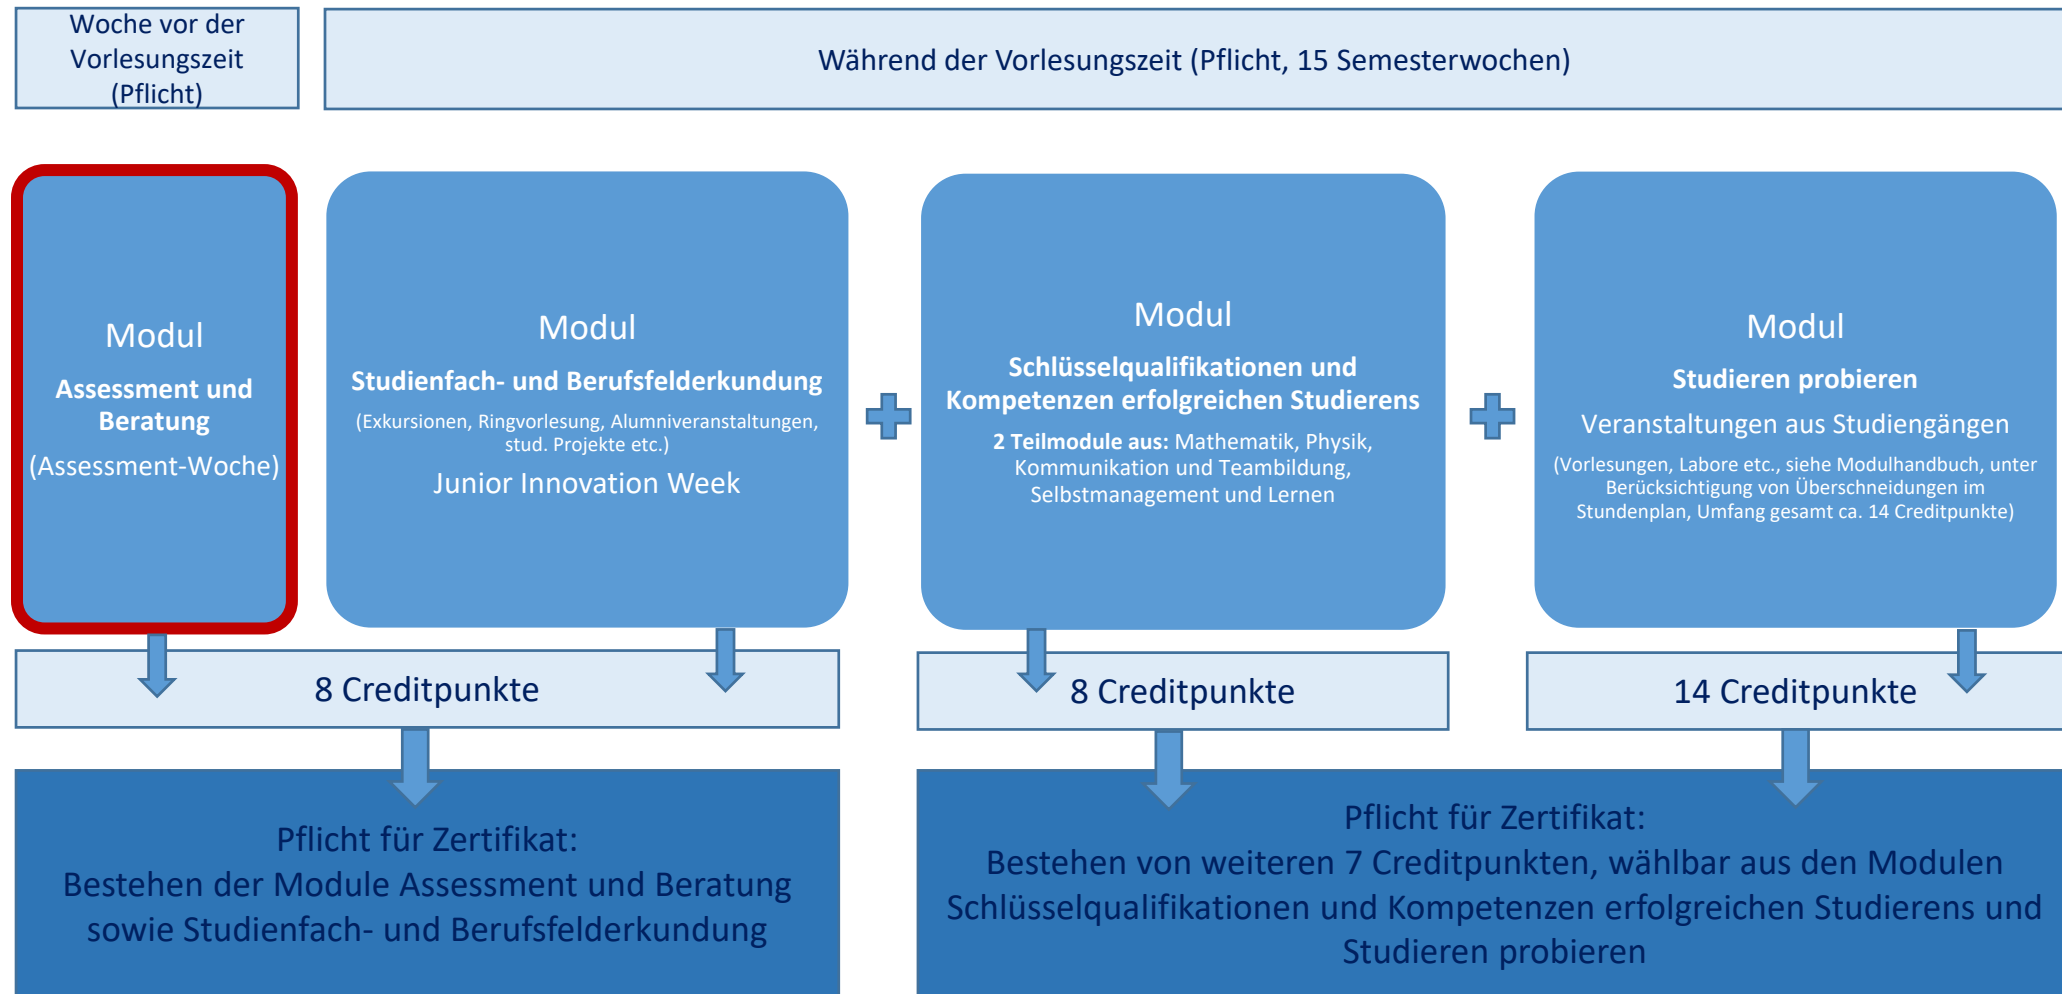 Woche vor der
Vorlesungszeit
(Pflicht)
Während der Vorlesungszeit (Pflicht, 15 Semesterwochen)
Modul
Assessment und
Beratung
(Assessment-Woche)
Modul
Studienfach- und Berufsfelderkundung
(Exkursionen, Ringvorlesung, Alumniveranstaltungen,
stud. Projekte etc.)
Junior Innovation Week
Modul
Schlüsselqualifikationen und
Kompetenzen erfolgreichen Studierens
2 Teilmodule aus: Mathematik, Physik,
Kommunikation und Teambildung,
Selbstmanagement und Lernen
Modul
Studieren probieren
Veranstaltungen aus Studiengängen
(Vorlesungen, Labore etc., siehe Modulhandbuch, unter
Berücksichtigung von Überschneidungen im
Stundenplan, Umfang gesamt ca. 14 Creditpunkte)
8 Creditpunkte
8 Creditpunkte
14 Creditpunkte
Pflicht für Zertifikat:
Bestehen der Module Assessment und Beratung
sowie Studienfach- und Berufsfelderkundung
Pflicht für Zertifikat:
Bestehen von weiteren 7 Creditpunkten, wählbar aus den Modulen
Schlüsselqualifikationen und Kompetenzen erfolgreichen Studierens und
Studieren probieren